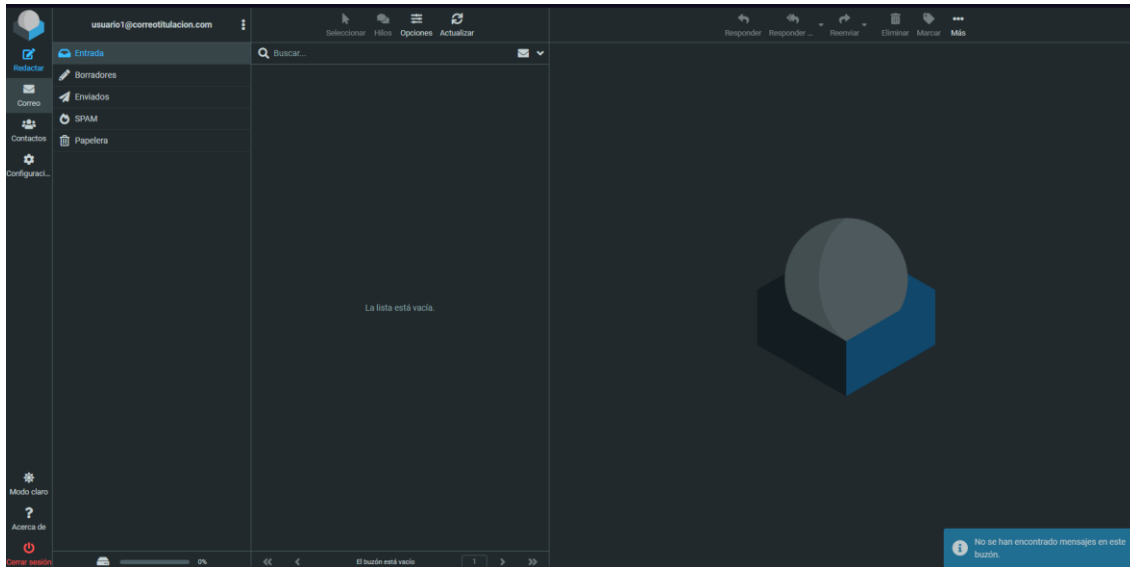 usuario1@correotitulacion.com
Redactar
Correo
Contactos
Configuraci...
Modo claro
Acerca de
Cerrar sesión
Entrada
Borradores
Enviados
SPAM
Papelera
0%
Seleccionar Hilos Opciones Actualizar
Buscar...
La lista está vacía.
El buzón está vacío 1
Responder Responder ... Reenviar Eliminar Marcar Más
No se han encontrado mensajes en este
buzón.